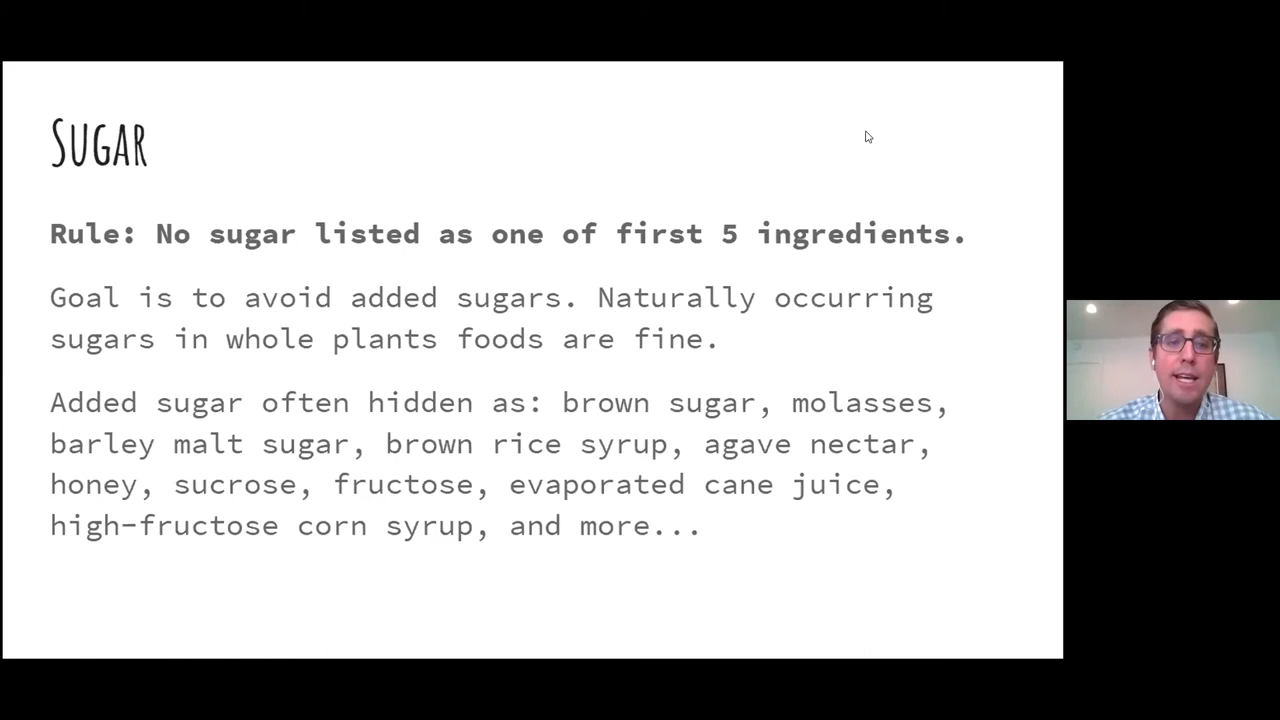 Sugar
Rule: No sugar listed as one of first 5 ingredients.
Goal is to avoid added sugars. Naturally occurring
sugars in whole plants foods are fine.
Added sugar often hidden as: brown sugar, molasses,
barley malt sugar, brown rice syrup, agave nectar,
honey, sucrose, fructose, evaporated cane juice,
high-fructose corn syrup, and more...